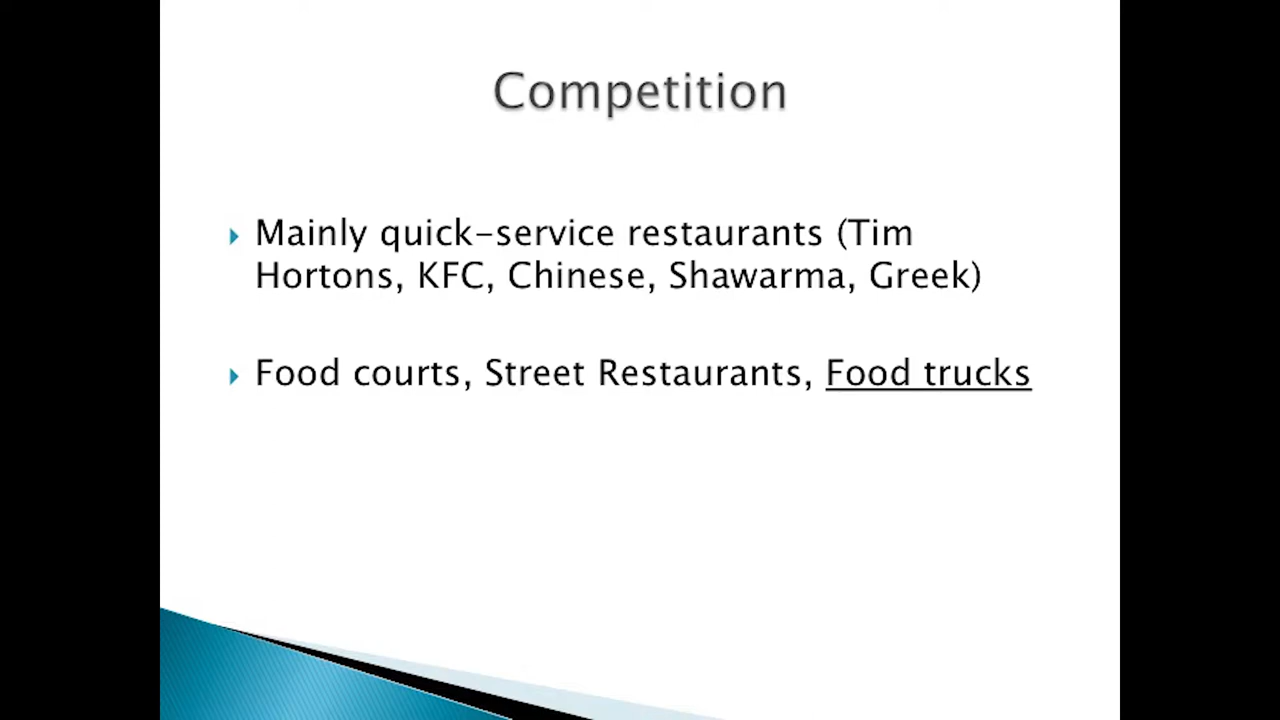 Competition
Mainly quick-service restaurants (Tim
Hortons, KFC, Chinese, Shawarma, Greek)
Food courts, Street Restaurants, Food trucks